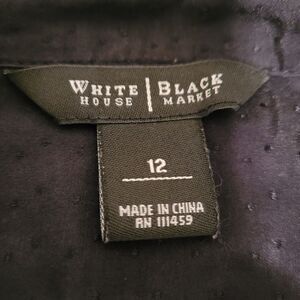 WHITE | BLACK
HOUSE | MARKET
12
MADE IN CHINA
RN 111459